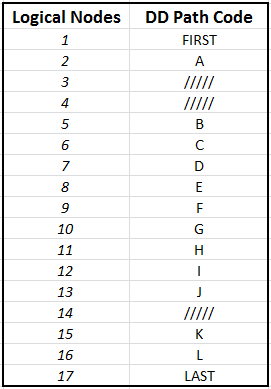 Logical Nodes DD Path Code
1 FIRST
2 A
3 /////
4 /////
5 B
6 C
7 D
8 E
9 F
10 G
11 H
12 I
13 J
14 /////
15 K
16 L
17 LAST